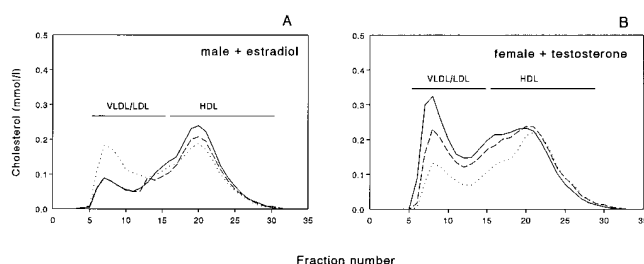 A
male + estradiol
VLDL/LDL
HDL
0.5
0.4
0.3
0.2
0.1
0.0
0 5 10 15 20 25 30 35
Cholesterol (mmol/l)
B
female + testosterone
VLDL/LDL
HDL
0.5
0.4
0.3
0.2
0.1
0.0
0 5 10 15 20 25 30 35
Fraction number